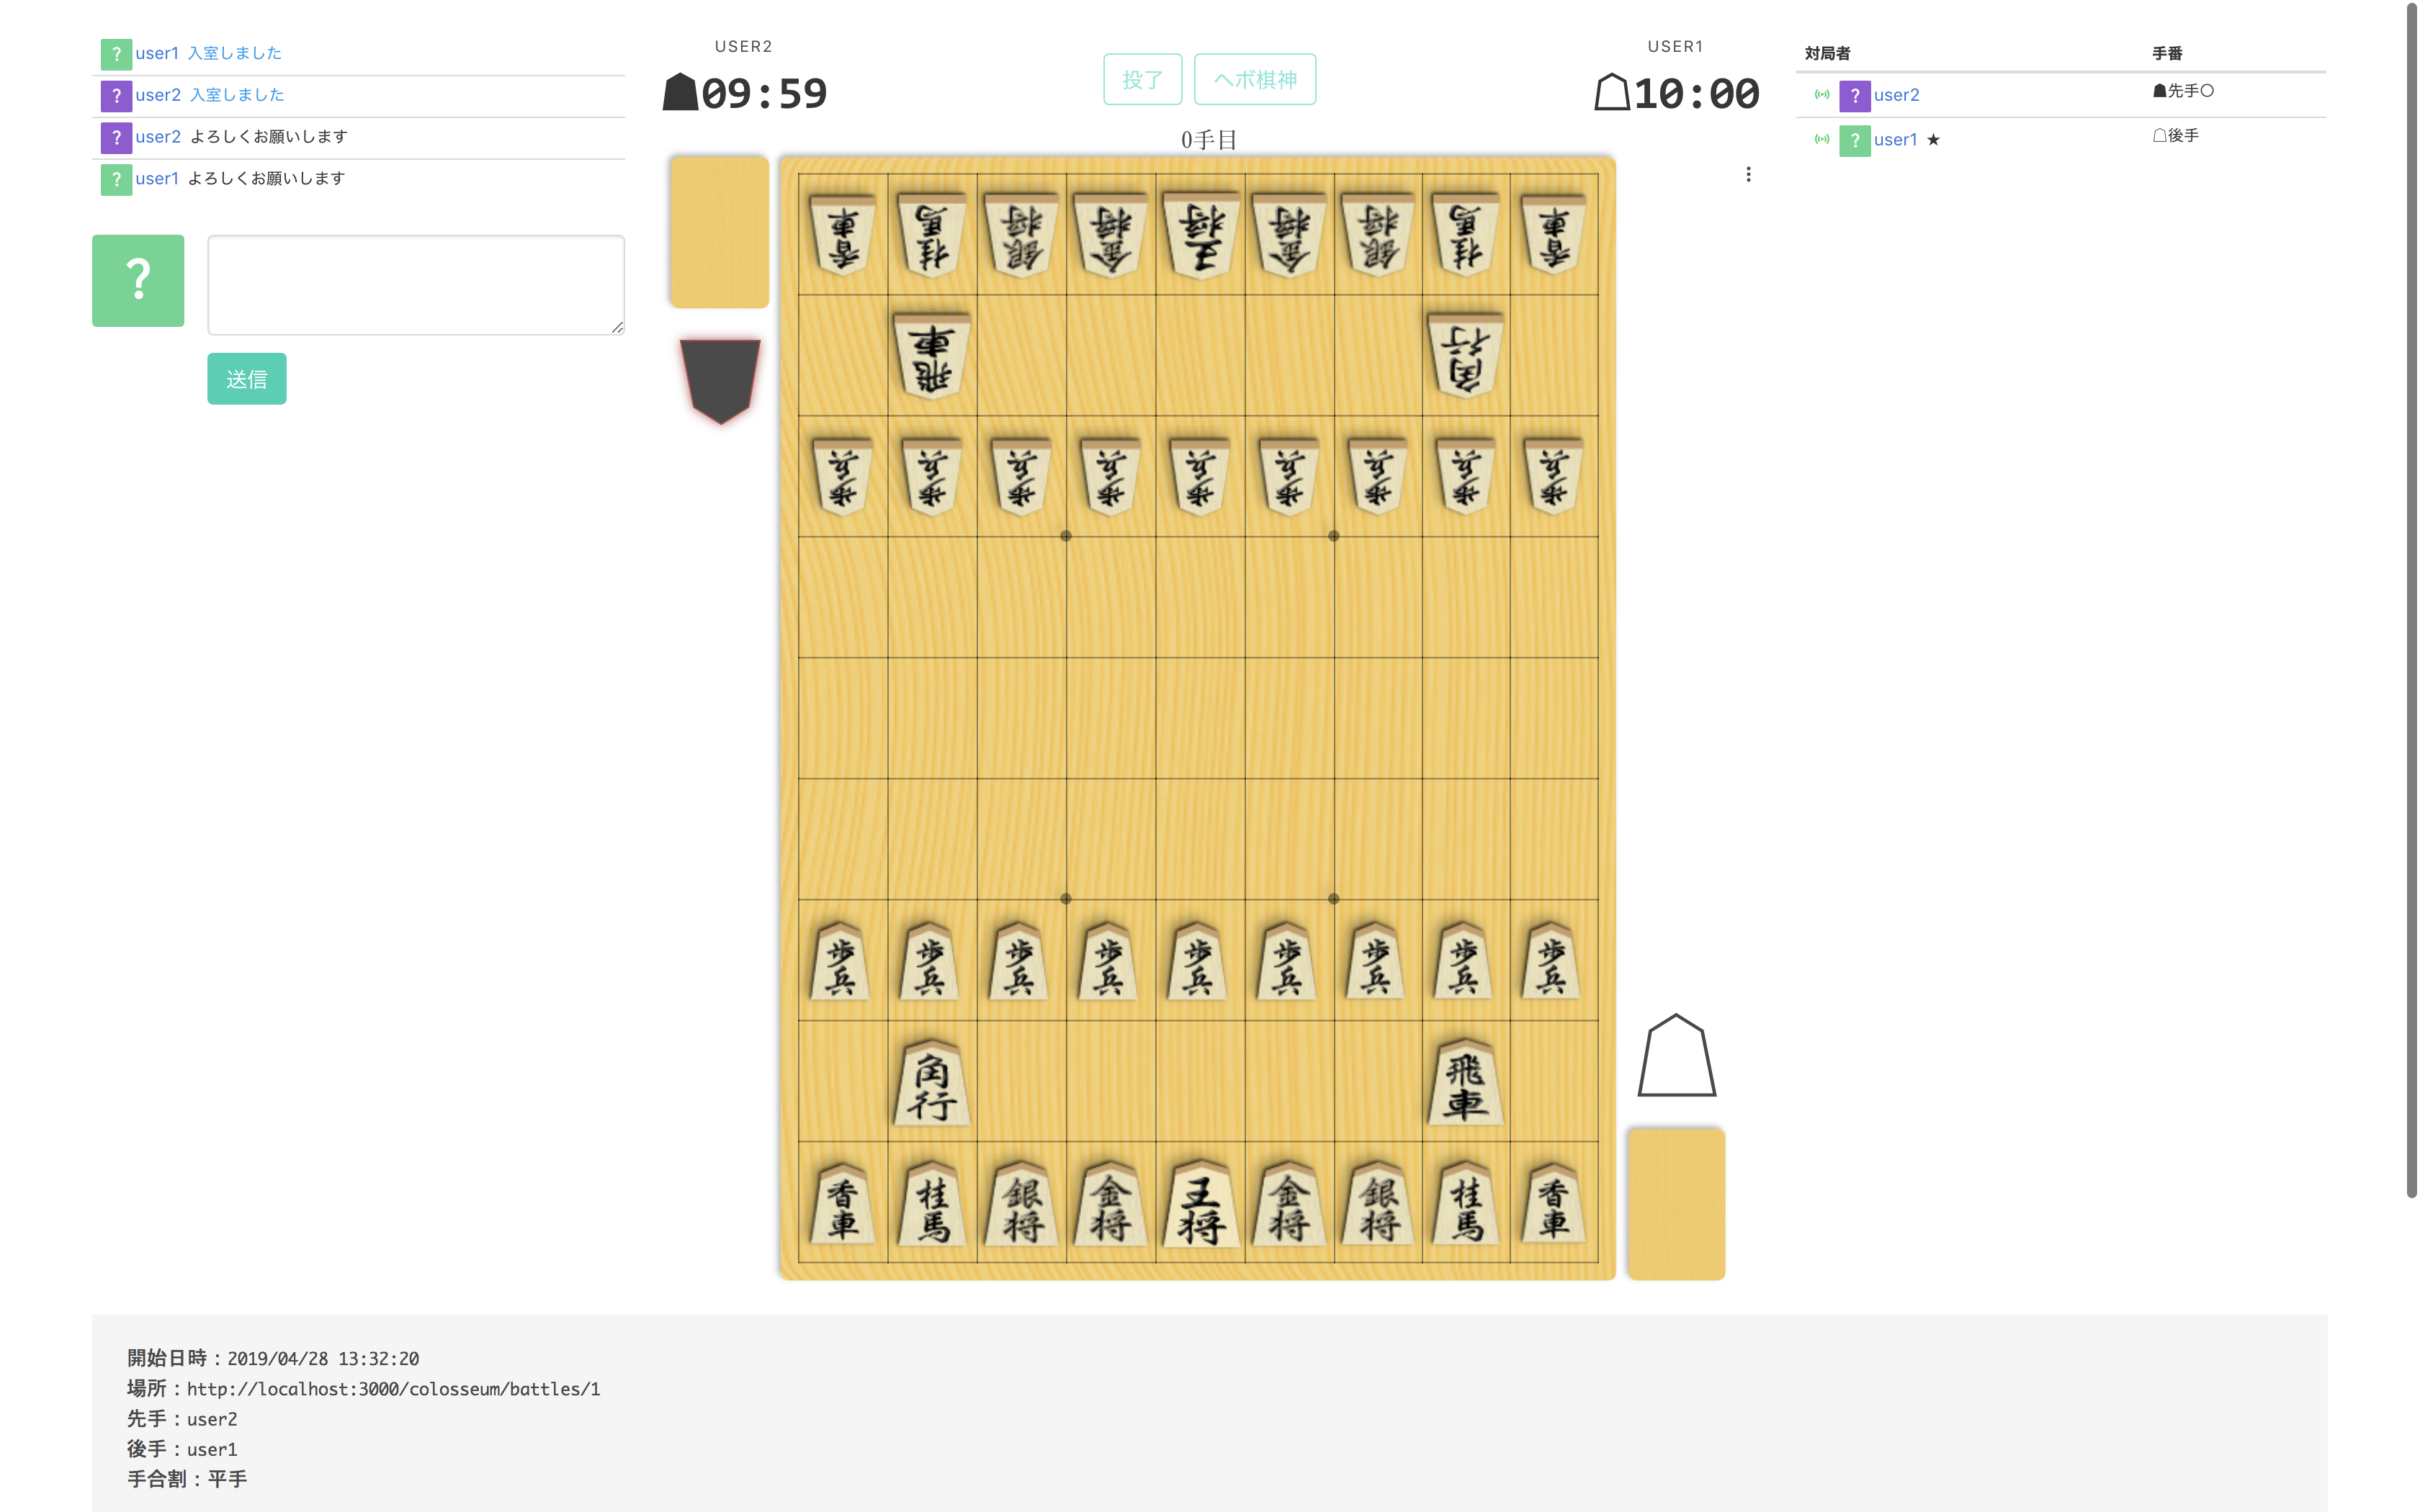 ? user1 入室しました
? user2 入室しました
? user2 よろしくお願いします
? user1 よろしくお願いします
?
送信
USER2
09:59
投了 ヘボ棋神
USER1
10:00
0手目
香車 桂馬 銀将 金将 王将 金将 銀将 桂馬 香車
飛車 角行
歩兵 歩兵 歩兵 歩兵 歩兵 歩兵 歩兵 歩兵 歩兵
歩兵 歩兵 歩兵 歩兵 歩兵 歩兵 歩兵 歩兵 歩兵
角行 飛車
香車 桂馬 銀将 金将 王将 金将 銀将 桂馬 香車
対局者 手番
? user2 ☗先手○
? user1 ★ ☖後手
開始日時：2019/04/28 13:32:20
場所：http://localhost:3000/colosseum/battles/1
先手：user2
後手：user1
手合割：平手